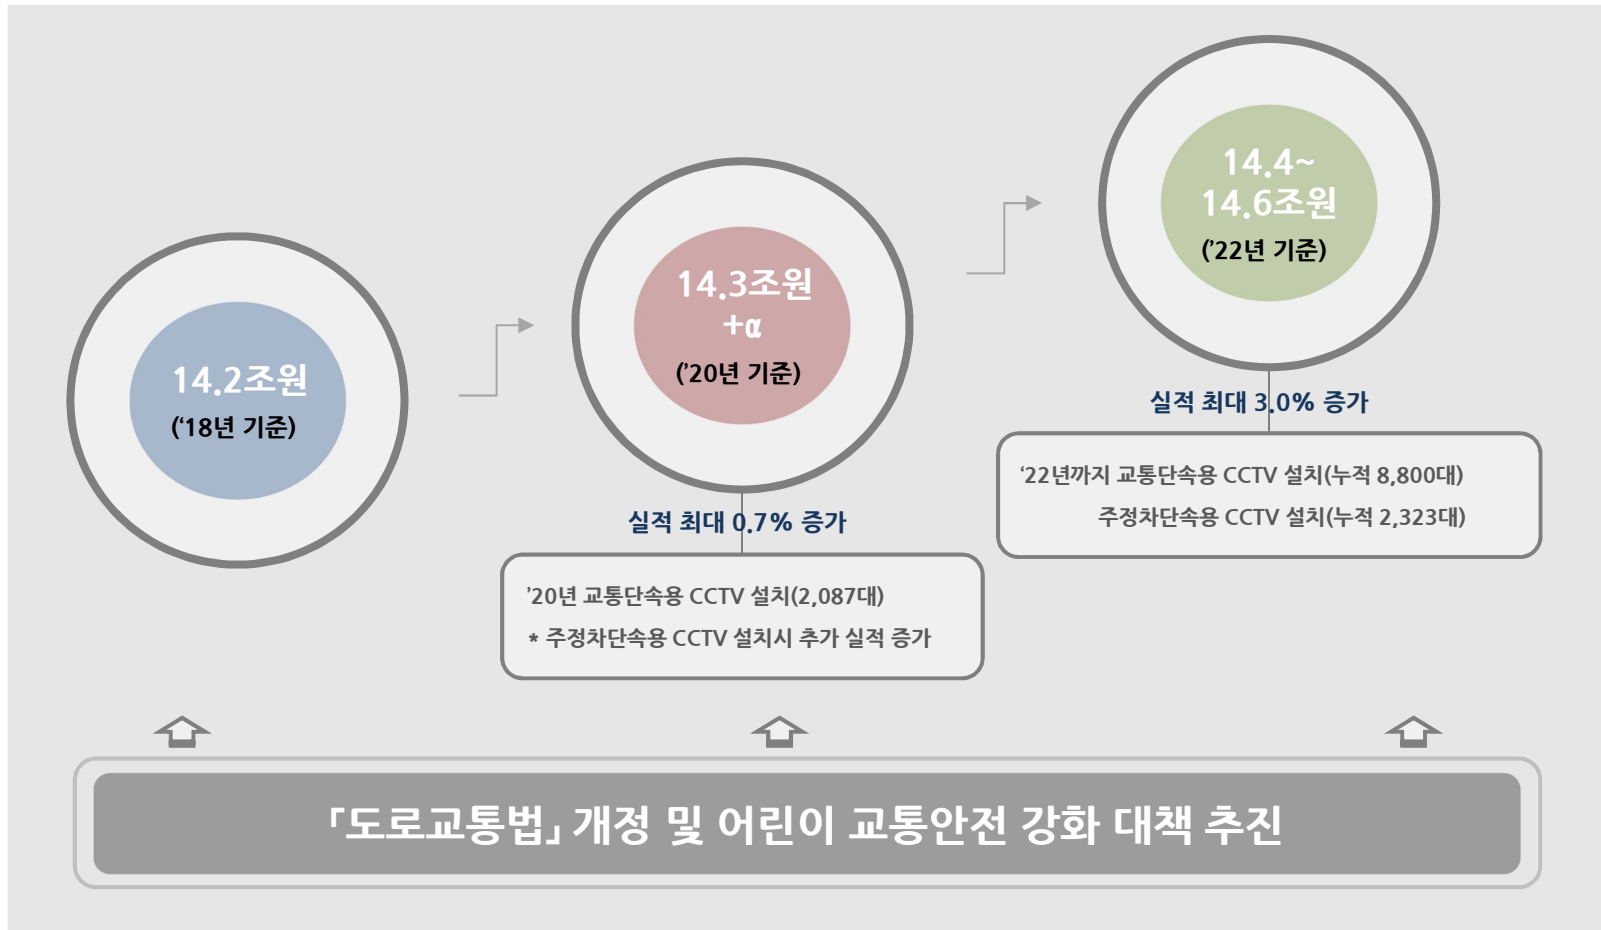 14.2조원
(‘18년 기준)
14.3조원
+α
(’20년 기준)
실적 최대 0.7% 증가
’20년 교통단속용 CCTV 설치(2,087대)
* 주정차단속용 CCTV 설치시 추가 실적 증가
14.4~
14.6조원
(’22년 기준)
실적 최대 3.0% 증가
‘22년까지 교통단속용 CCTV 설치(누적 8,800대)
주정차단속용 CCTV 설치(누적 2,323대)
「도로교통법」 개정 및 어린이 교통안전 강화 대책 추진